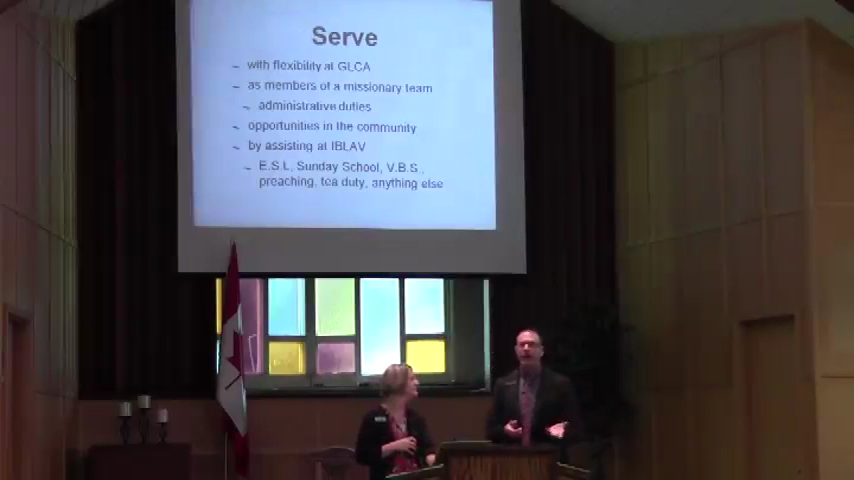 Serve
– with flexibility at GLCA
– as members of a missionary team
~ administrative duties
– opportunities in the community
~ by assisting at IBLAV
~ E.S.L, Sunday School, V.B.S.,
preaching, tea duty, anything else